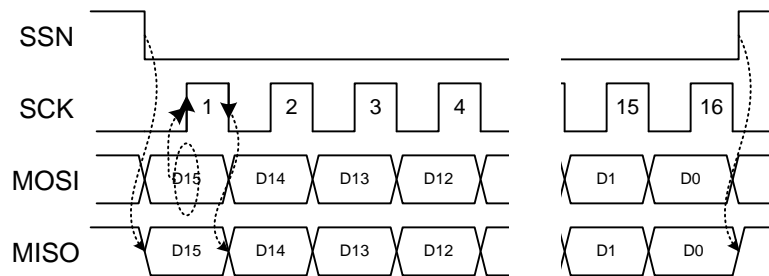 SSN
SCK 1 2 3 4 15 16
MOSI D15 D14 D13 D12 D1 D0
MISO D15 D14 D13 D12 D1 D0